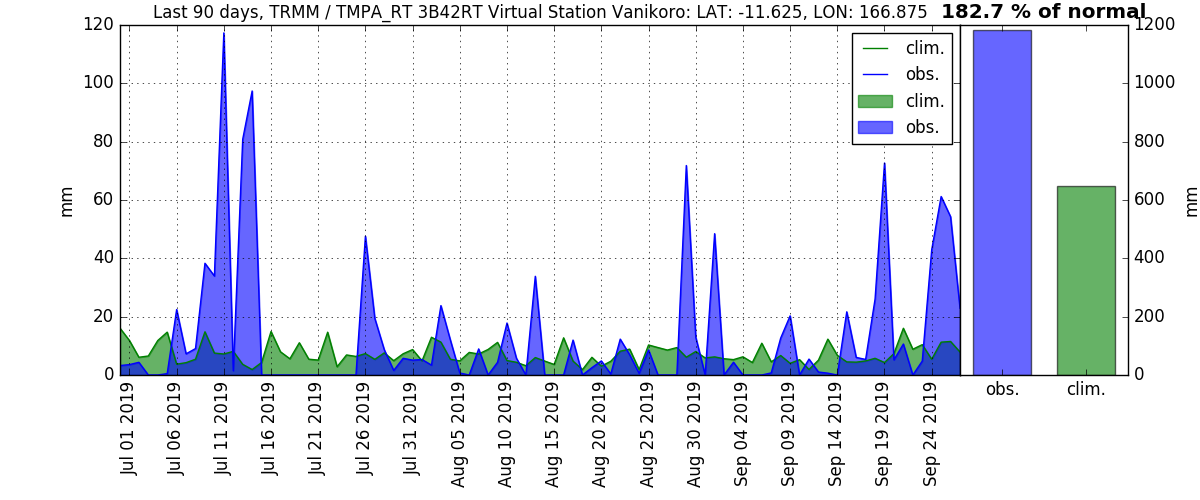 Last 90 days, TRMM / TMPA_RT 3B42RT Virtual Station Vanikoro: LAT: -11.625, LON: 166.875 182.7 % of normal
120
100
80
60
40
20
0
mm
clim.
obs.
clim.
obs.
1200
1000
800
600
400
200
0
mm
obs.
clim.
Jul 01 2019
Jul 06 2019
Jul 11 2019
Jul 16 2019
Jul 21 2019
Jul 26 2019
Jul 31 2019
Aug 05 2019
Aug 10 2019
Aug 15 2019
Aug 20 2019
Aug 25 2019
Aug 30 2019
Sep 04 2019
Sep 09 2019
Sep 14 2019
Sep 19 2019
Sep 24 2019